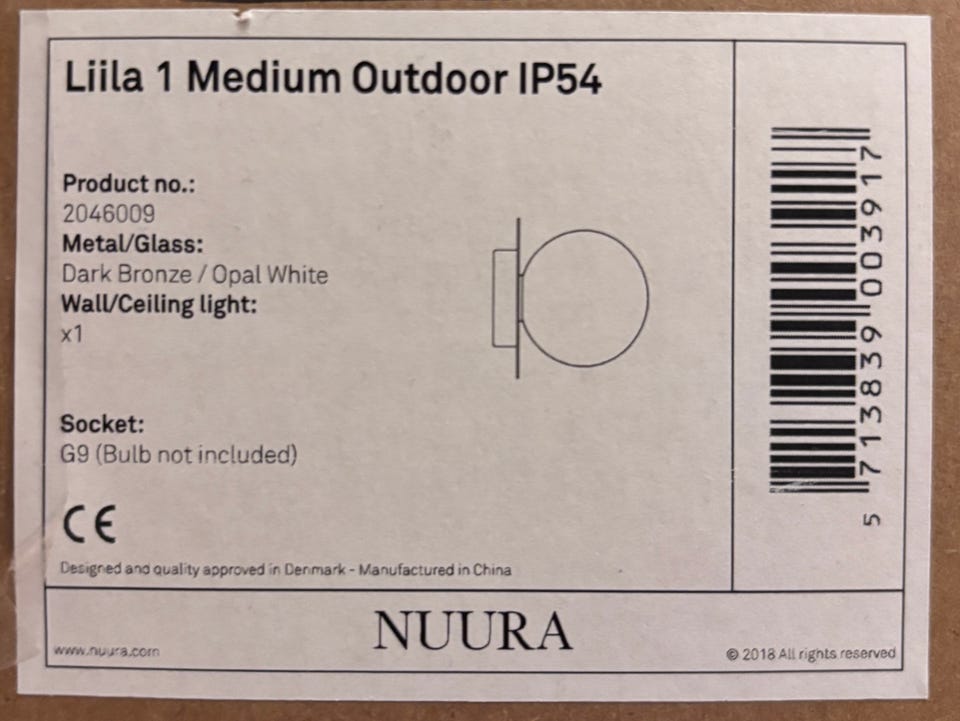 Liila 1 Medium Outdoor IP54
Product no.:
2046009
Metal/Glass:
Dark Bronze / Opal White
Wall/Ceiling light:
x1
Socket:
G9 (Bulb not included)
CE
Designed and quality approved in Denmark - Manufactured in China
5 713839 003917
NUURA
www.nuura.com
© 2018 All rights reserved